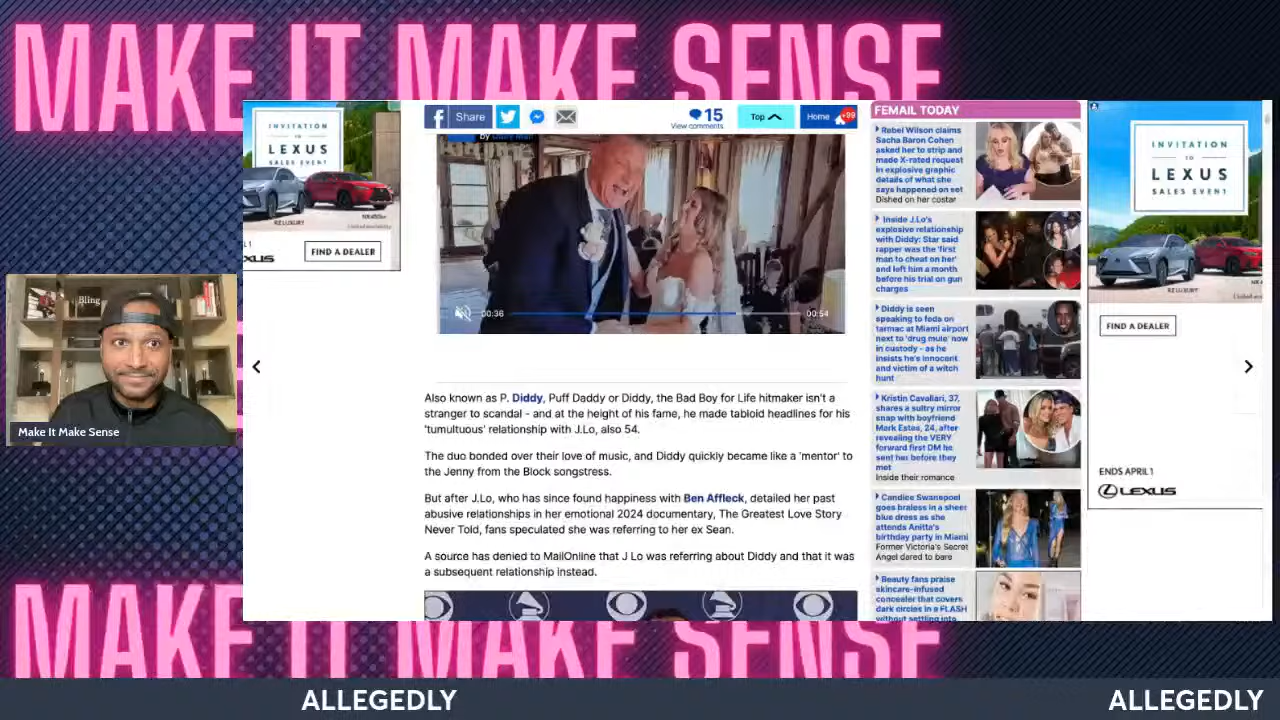 MAKE IT MAKE SENSE
INVITATION
TO
LEXUS
SALES EVENT
FIND A DEALER
Share
15
View comments
Top
Home
+99
00:36
00:54
Also known as P. Diddy, Puff Daddy or Diddy, the Bad Boy for Life hitmaker isn't a
stranger to scandal - and at the height of his fame, he made tabloid headlines for his
'tumultuous' relationship with J.Lo, also 54.
The duo bonded over their love of music, and Diddy quickly became like a 'mentor' to
the Jenny from the Block songstress.
But after J.Lo, who has since found happiness with Ben Affleck, detailed her past
abusive relationships in her emotional 2024 documentary, The Greatest Love Story
Never Told, fans speculated she was referring to her ex Sean.
A source has denied to MailOnline that J Lo was referring about Diddy and that it was
a subsequent relationship instead.
FEMAIL TODAY
Rebel Wilson claims
Sacha Baron Cohen
asked her to strip and
made X-rated request
in explosive graphic
details of what she
says happened on set
Dished on her costar
Inside J.Lo's
explosive relationship
with Diddy: Star said
rapper was the 'first
man to cheat on her'
and left him a month
before his trial on gun
charges
Diddy is seen
speaking to feds on
tarmac at Miami airport
next to 'drug mule' now
in custody - as he
insists he's innocent
and victim of a witch
hunt
Kristin Cavallari, 37,
shares a sultry mirror
snap with boyfriend
Mark Estes, 24, after
revealing the VERY
forward first DM he
sent her before they
met
Inside their romance
Candice Swanepoel
goes braless in a sheer
blue dress as she
attends Anitta's
birthday party in Miami
Former Victoria's Secret
Angel dared to bare
Beauty fans praise
skincare-infused
concealer that covers
dark circles in a FLASH
without settling into
INVITATION
TO
LEXUS
SALES EVENT
FIND A DEALER
ENDS APRIL 1
LEXUS
Bling
Make It Make Sense
MAKE IT MAKE SENSE
ALLEGEDLY
ALLEGEDLY